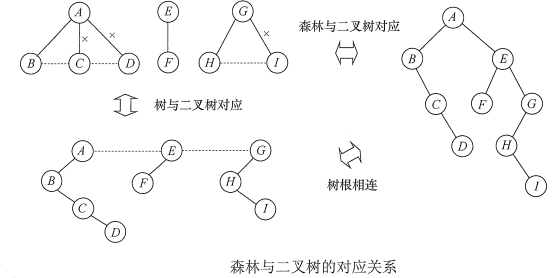 A E G
× × ×
B C D F H I
森林与二叉树对应
A
B E
C F G
D H
I
树与二叉树对应
A E G
B F H
C I
D
树根相连
森林与二叉树的对应关系